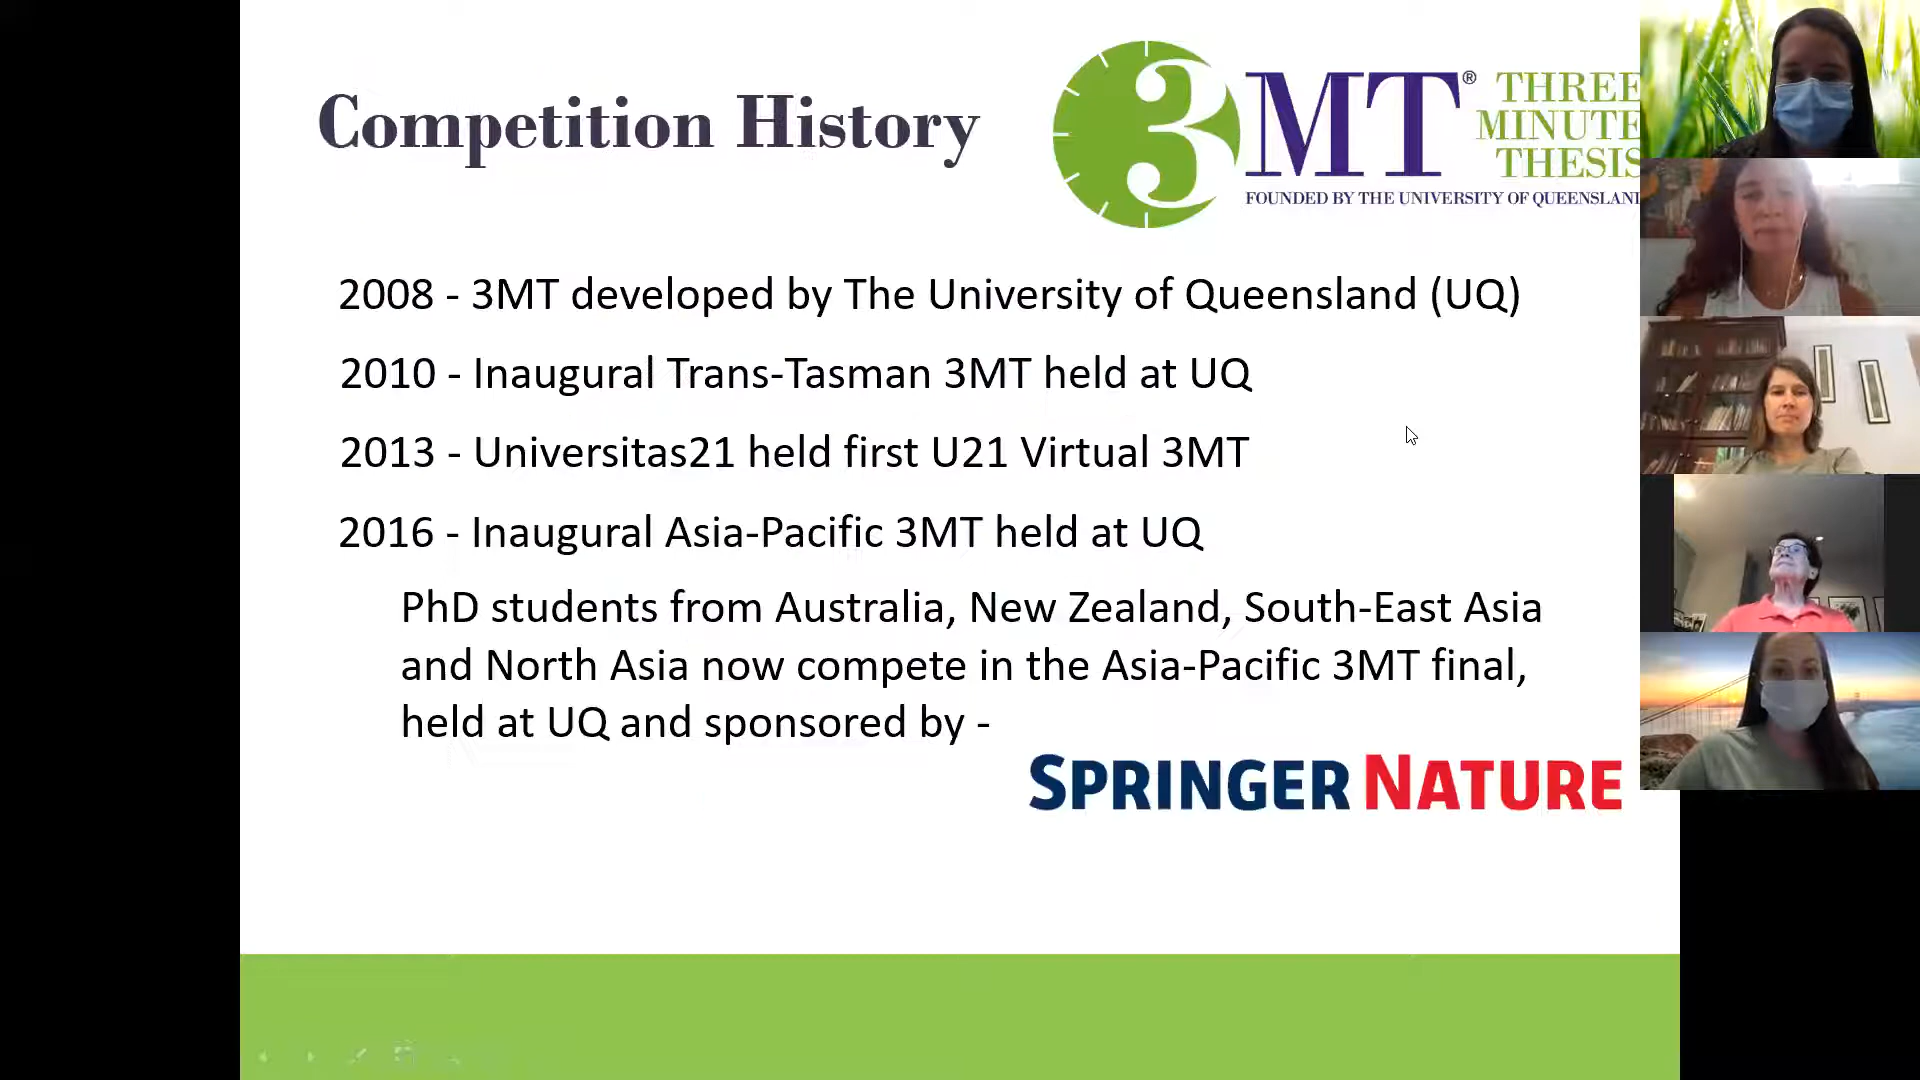 Competition History
3MT® THREE
MINUTE
THESIS
FOUNDED BY THE UNIVERSITY OF QUEENSLAND
2008 - 3MT developed by The University of Queensland (UQ)
2010 - Inaugural Trans-Tasman 3MT held at UQ
2013 - Universitas21 held first U21 Virtual 3MT
2016 - Inaugural Asia-Pacific 3MT held at UQ
PhD students from Australia, New Zealand, South-East Asia
and North Asia now compete in the Asia-Pacific 3MT final,
held at UQ and sponsored by -
SPRINGER NATURE